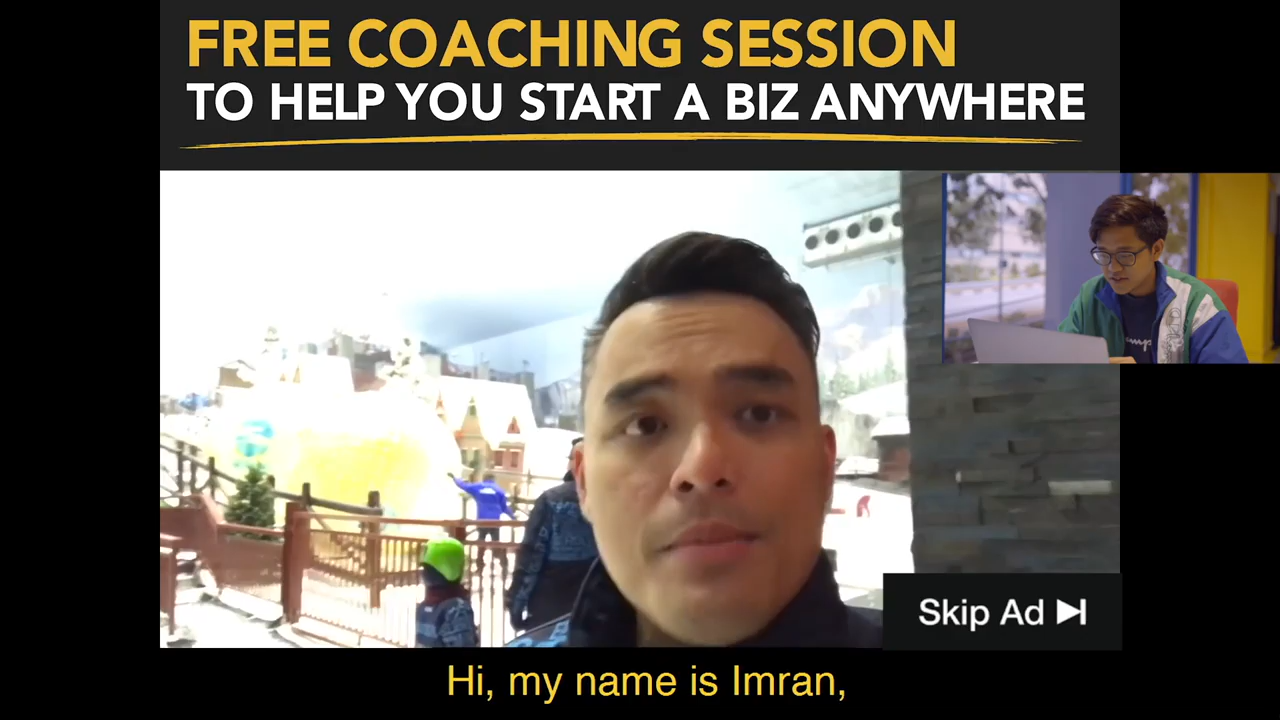 FREE COACHING SESSION
TO HELP YOU START A BIZ ANYWHERE
Skip Ad
Hi, my name is Imran,